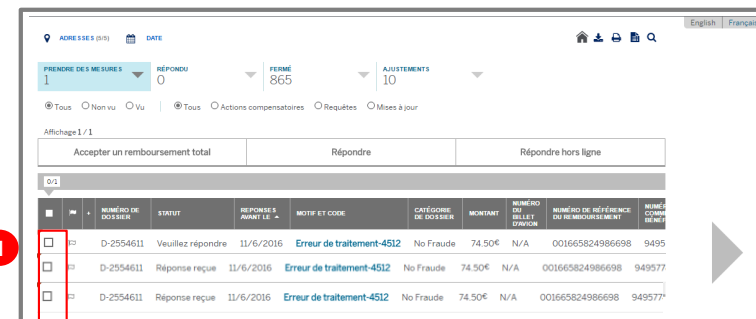 English Français
ADRESSES (5/5) DATE
PRENDRE DES MESURES RÉPONDU FERMÉ AJUSTEMENTS
1 0 865 10
Tous Non vu Vu Tous Actions compensatoires Requêtes Mises à jour
Affichage 1 / 1
Accepter un remboursement total Répondre Répondre hors ligne
0/1
NUMÉRO DE DOSSIER STATUT REPONSES AVANT LE MOTIF ET CODE CATÉGORIE DE DOSSIER MONTANT NUMÉRO DU BILLET D'AVION NUMÉRO DE RÉFÉRENCE DU REMBOURSEMENT
D-2554611 Veuillez répondre 11/6/2016 Erreur de traitement-4512 No Fraude 74.50€ N/A 001665824986698 9495
D-2554611 Réponse reçue 11/6/2016 Erreur de traitement-4512 No Fraude 74.50€ N/A 001665824986698 949577
D-2554611 Réponse reçue 11/6/2016 Erreur de traitement-4512 No Fraude 74.50€ N/A 001665824986698 949577